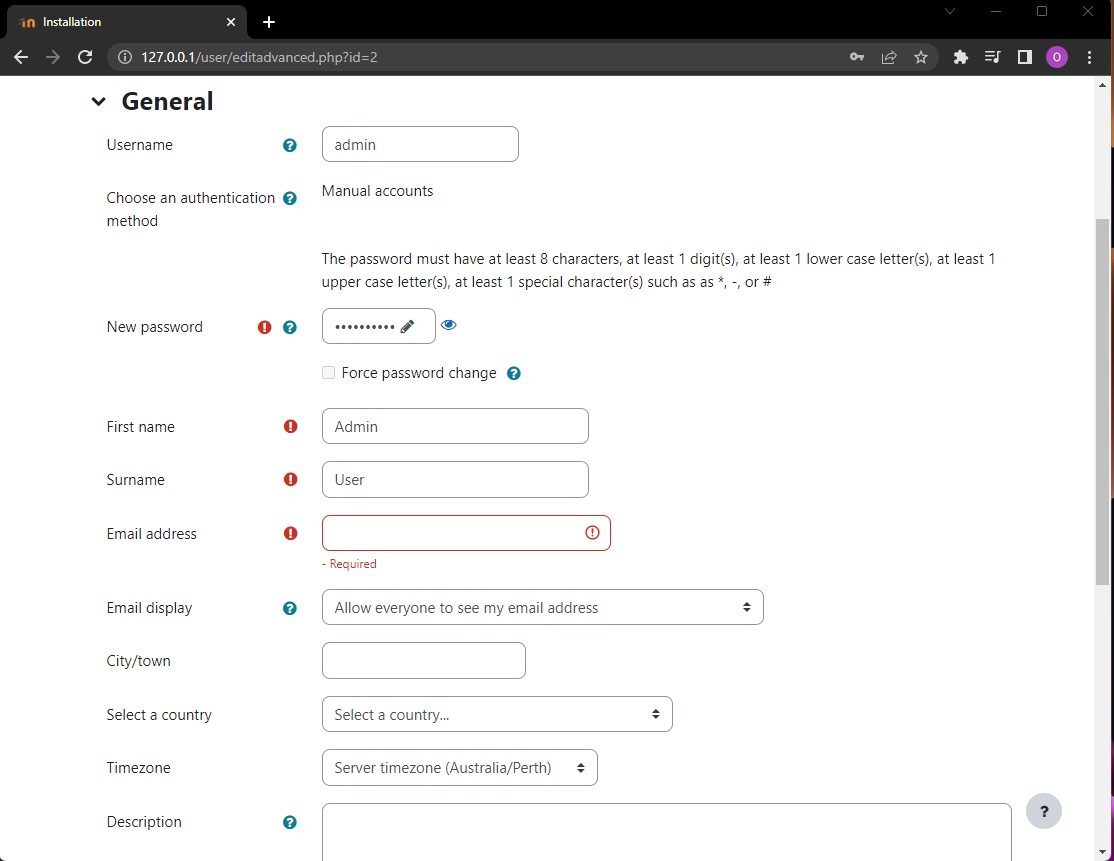 Installation
127.0.0.1/user/editadvanced.php?id=2
O
General
Username
?
admin
Choose an authentication
method
?
Manual accounts
The password must have at least 8 characters, at least 1 digit(s), at least 1 lower case letter(s), at least 1
upper case letter(s), at least 1 special character(s) such as as *, -, or #
New password
!
?
••••••••••
Force password change
?
First name
!
Admin
Surname
!
User
Email address
!
!
- Required
Email display
?
Allow everyone to see my email address
City/town
Select a country
Select a country...
Timezone
Server timezone (Australia/Perth)
Description
?
?